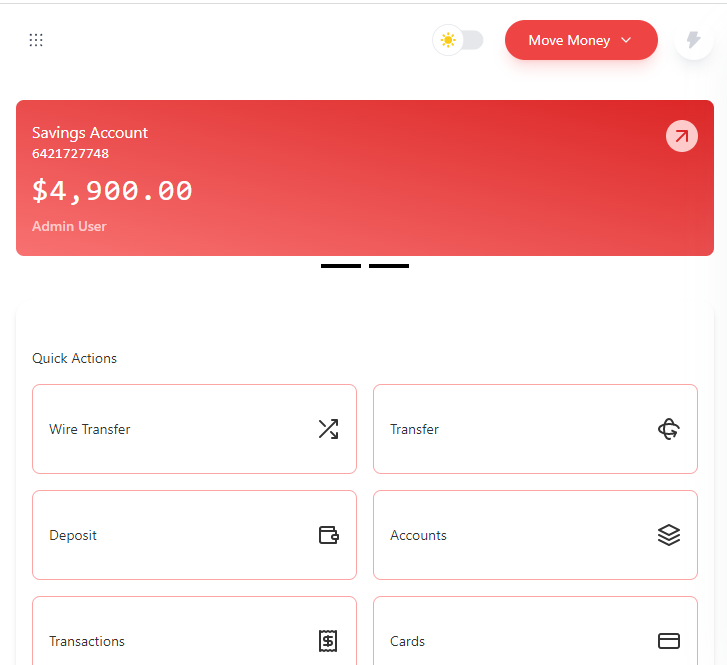 Move Money
Savings Account
6421727748
$4,900.00
Admin User
Quick Actions
Wire Transfer
Transfer
Deposit
Accounts
Transactions
Cards